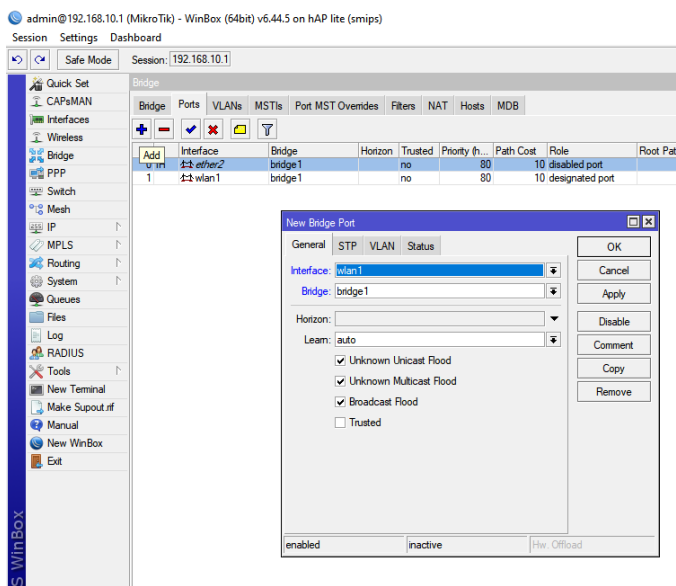 admin@192.168.10.1 (MikroTik) - WinBox (64bit) v6.44.5 on hAP lite (smips)
Session Settings Dashboard
Safe Mode Session: 192.168.10.1
Quick Set
CAPsMAN
Interfaces
Wireless
Bridge
PPP
Switch
Mesh
IP
MPLS
Routing
System
Queues
Files
Log
RADIUS
Tools
New Terminal
Make Supout.rif
Manual
New WinBox
Exit
S WinBox
Bridge
Bridge Ports VLANs MSTIs Port MST Overrides Filters NAT Hosts MDB
Add
Interface Bridge Horizon Trusted Priority (h... Path Cost Role Root Pat
0 IH ether2 bridge1 no 80 10 disabled port
1 wlan1 bridge1 no 80 10 designated port
New Bridge Port
General STP VLAN Status
Interface: wlan1
Bridge: bridge1
Horizon:
Learn: auto
Unknown Unicast Flood
Unknown Multicast Flood
Broadcast Flood
Trusted
OK
Cancel
Apply
Disable
Comment
Copy
Remove
enabled inactive Hw. Offload